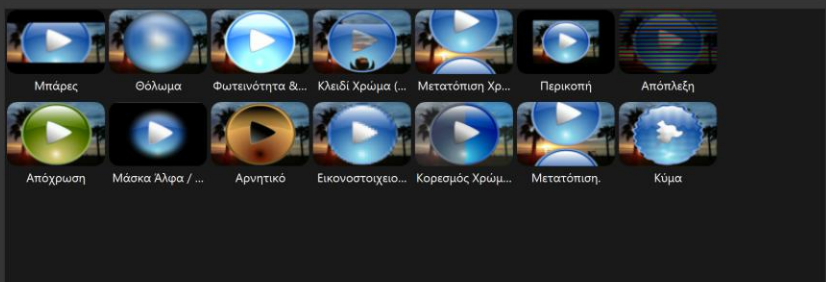 Μπάρες
Θόλωμα
Φωτεινότητα &...
Κλειδί Χρώμα (...
Μετατόπιση Χρ...
Περικοπή
Απόπλεξη
Απόχρωση
Μάσκα Άλφα / ...
Αρνητικό
Εικονοστοιχειο...
Κορεσμός Χρώμ...
Μετατόπιση.
Κύμα